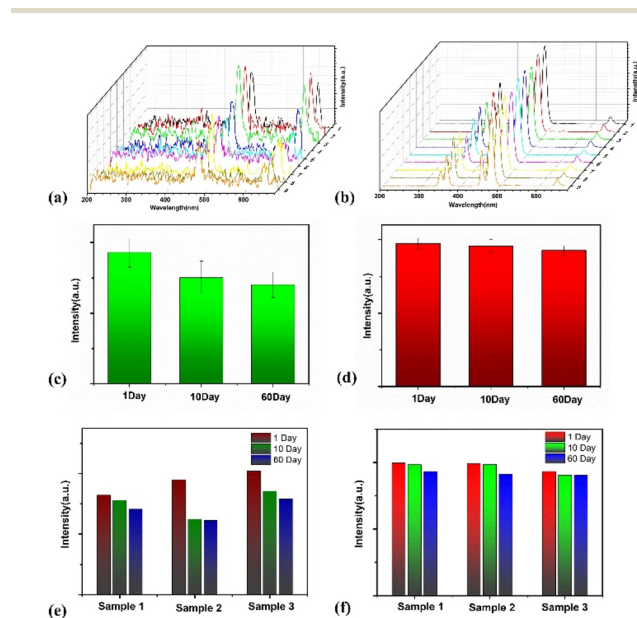 Intensity(a.u.)
200 300 400 500 600
Wavelength(nm)
(a)
Intensity(a.u.)
200 300 400 500 600
Wavelength(nm)
(b)
Intensity(a.u.)
1Day 10Day 60Day
(c)
Intensity(a.u.)
1Day 10Day 60Day
(d)
Intensity(a.u.)
1 Day
10 Day
60 Day
Sample 1 Sample 2 Sample 3
(e)
Intensity(a.u.)
1 Day
10 Day
60 Day
Sample 1 Sample 2 Sample 3
(f)